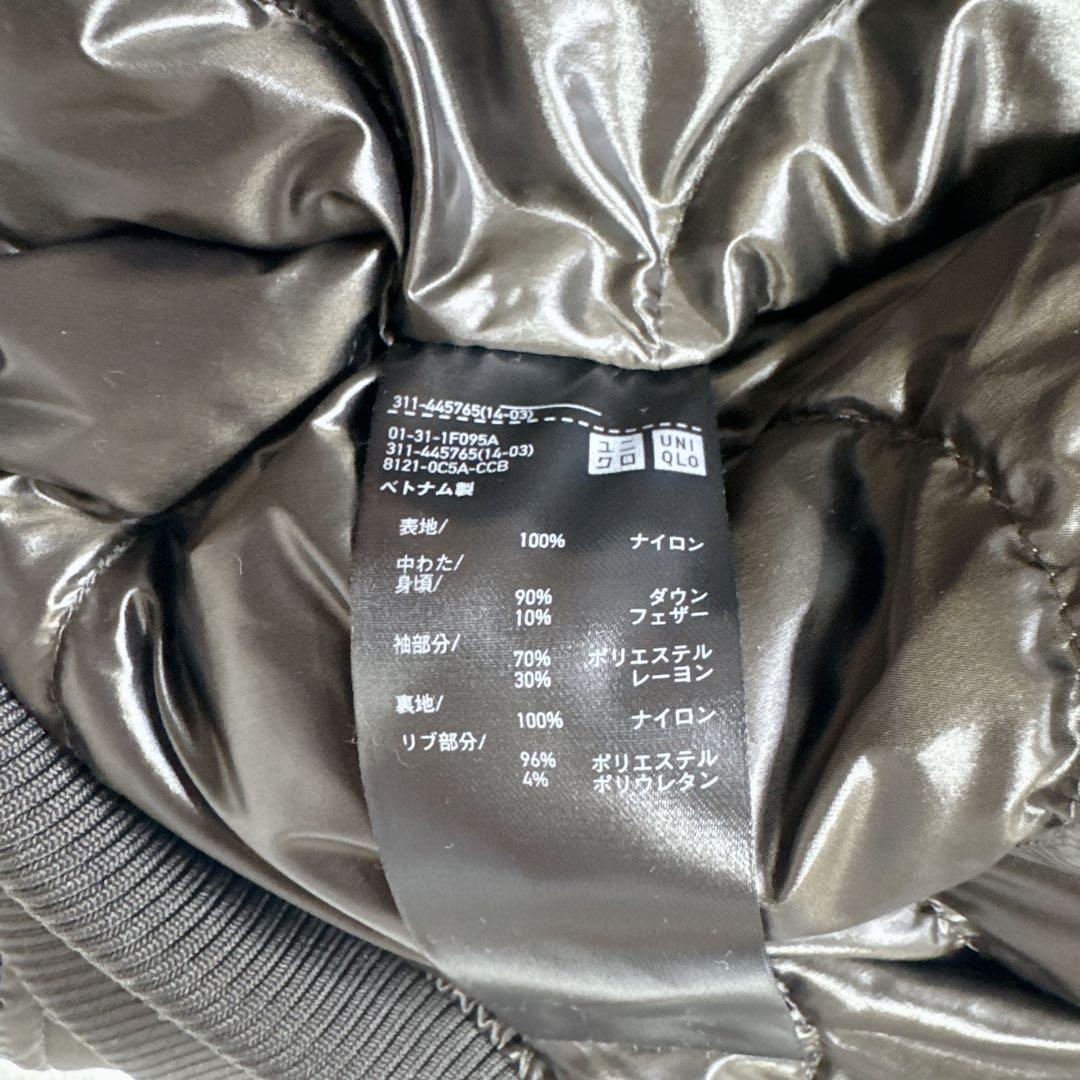 311-445765(14-03)
01-31-1F095A
311-445765(14-03)
8121-0C5A-CCB
ベトナム製
ユニ
クロ
UNI
QLO
表地/
100% ナイロン
中わた/
身頃/
90% ダウン
10% フェザー
袖部分/
70% ポリエステル
30% レーヨン
裏地/
100% ナイロン
リブ部分/
96% ポリエステル
4% ポリウレタン